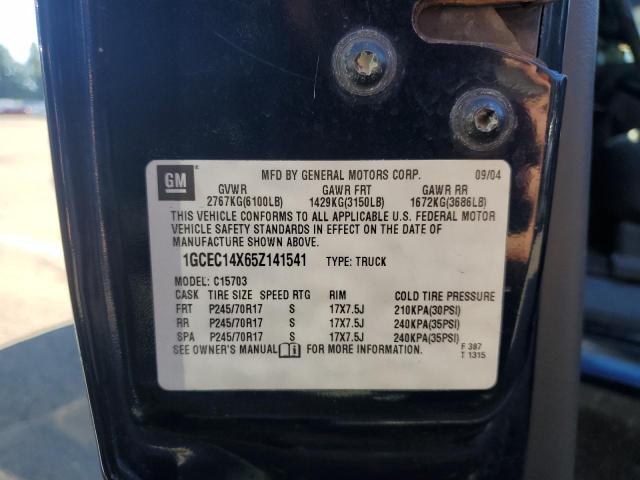 GM ® MFD BY GENERAL MOTORS CORP. 09/04
GVWR GAWR FRT GAWR RR
2767KG(6100LB) 1429KG(3150LB) 1672KG(3686LB)
THIS VEHICLE CONFORMS TO ALL APPLICABLE U.S. FEDERAL MOTOR
VEHICLE SAFETY STANDARDS IN EFFECT ON THE DATE OF
MANUFACTURE SHOWN ABOVE.
1GCEC14X65Z141541 TYPE: TRUCK
MODEL: C15703
CASK TIRE SIZE SPEED RTG RIM COLD TIRE PRESSURE
FRT P245/70R17 S 17X7.5J 210KPA(30PSI)
RR P245/70R17 S 17X7.5J 240KPA(35PSI)
SPA P245/70R17 S 17X7.5J 240KPA(35PSI)
SEE OWNER'S MANUAL FOR MORE INFORMATION. F 387
T 1315